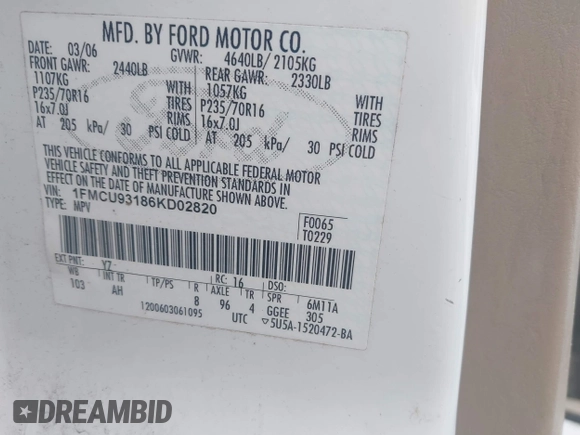 MFD. BY FORD MOTOR CO.
DATE: 03/06 GVWR: 4640LB/ 2105KG
FRONT GAWR: 2440LB REAR GAWR: 2330LB
1107KG WITH 1057KG WITH
P235/70R16 TIRES P235/70R16 TIRES
16x7.0J RIMS 16x7.0J RIMS
AT 205 kPa/ 30 PSI COLD AT 205 kPa/ 30 PSI COLD
THIS VEHICLE CONFORMS TO ALL APPLICABLE FEDERAL MOTOR
VEHICLE SAFETY AND THEFT PREVENTION STANDARDS IN
EFFECT ON THE DATE OF MANUFACTURE SHOWN ABOVE.
VIN: 1FMCU93186KD02820
TYPE: MPV
F0065
T0229
EXT PNT: YZ RC: 16 DSO:
WB INT TR TP/PS R AXLE TR SPR 6M11A
103 AH 8 96 4 GGEE 305
1200603061095 UTC ▽5U5A-1520472-BA
Ford
DREAMBID